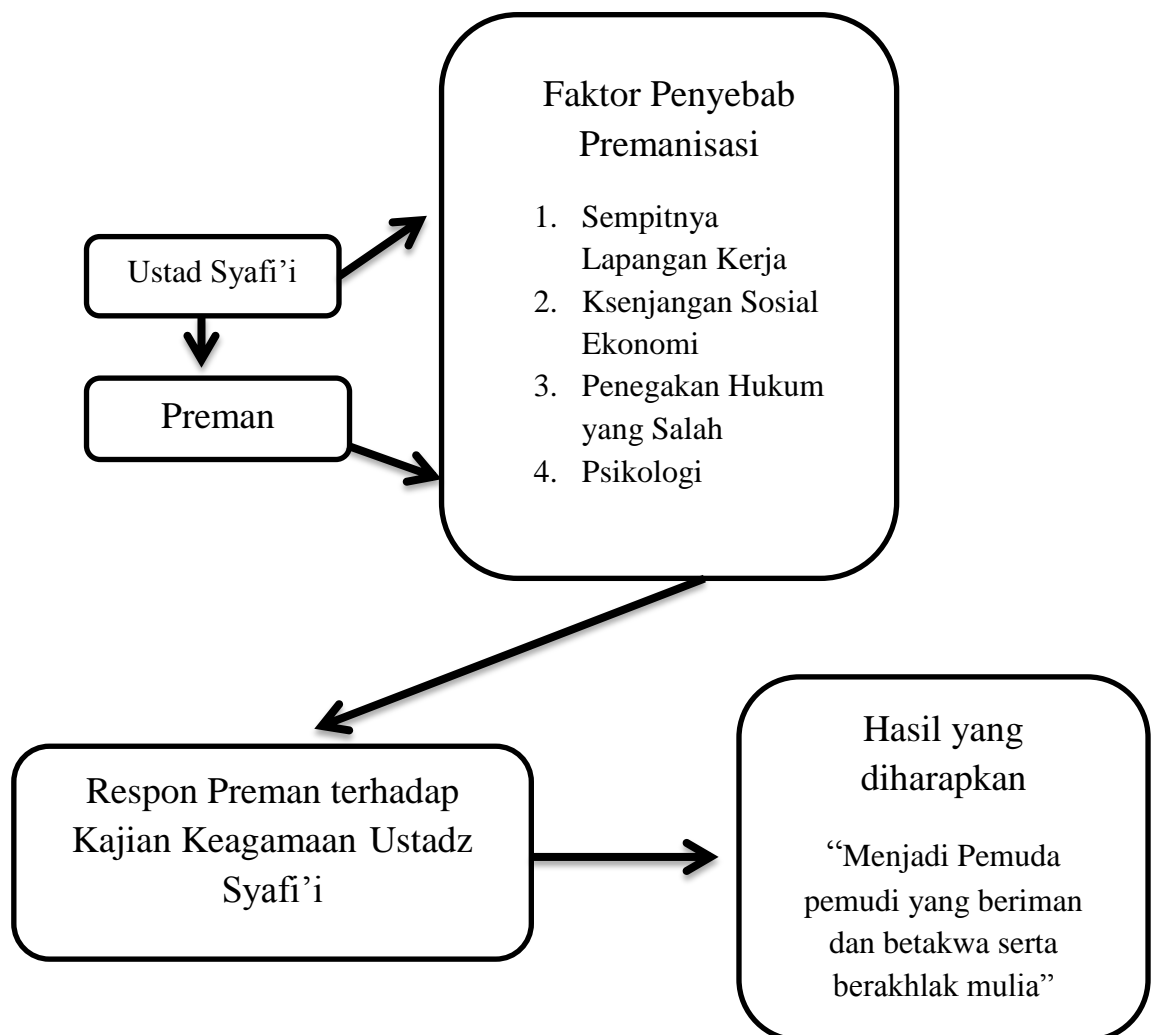 Faktor Penyebab
Premanisasi
1. Sempitnya
Lapangan Kerja
2. Ksenjangan Sosial
Ekonomi
3. Penegakan Hukum
yang Salah
4. Psikologi
Ustad Syafi’i
Preman
Respon Preman terhadap
Kajian Keagamaan Ustadz
Syafi’i
Hasil yang
diharapkan
“Menjadi Pemuda
pemudi yang beriman
dan betakwa serta
berakhlak mulia”